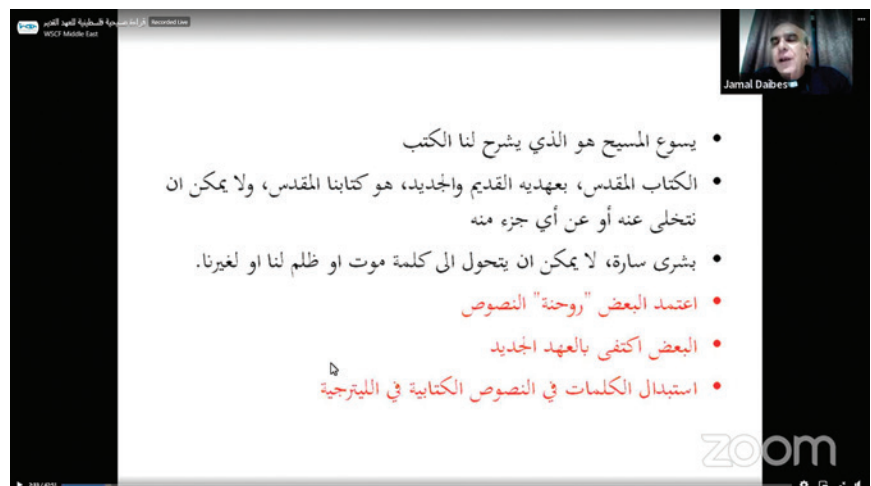 قراءة مسيحية فلسطينية للعهد القديم
Recorded Live
WSCF Middle East
Jamal Daibes
• يسوع المسيح هو الذي يشرح لنا الكتب
• الكتاب المقدس، بعهديه القديم والجديد، هو كتابنا المقدس، ولا يمكن ان
نتخلى عنه أو عن أي جزء منه
• بشرى سارة، لا يمكن ان يتحول الى كلمة موت او ظلم لنا او لغيرنا.
• اعتمد البعض "روحنة" النصوص
• البعض اكتفى بالعهد الجديد
• استبدال الكلمات في النصوص الكتابية في الليترجية
zoom